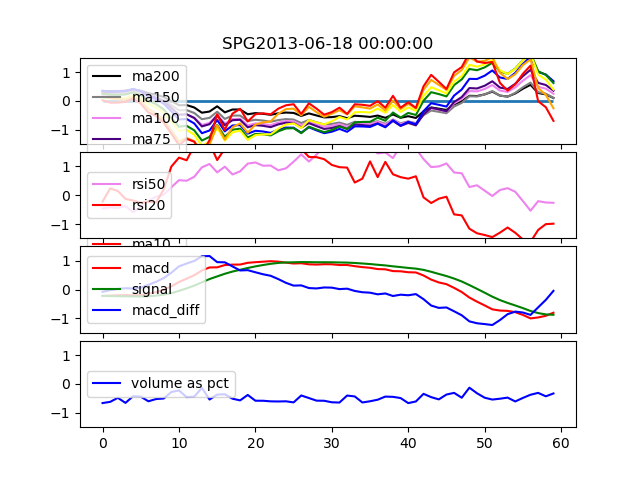 SPG2013-06-18 00:00:00
1
0
−1
ma200
ma150
ma100
ma75
1
0
−1
rsi50
rsi20
ma10
1
0
−1
macd
signal
macd_diff
1
0
−1
volume as pct
0 10 20 30 40 50 60